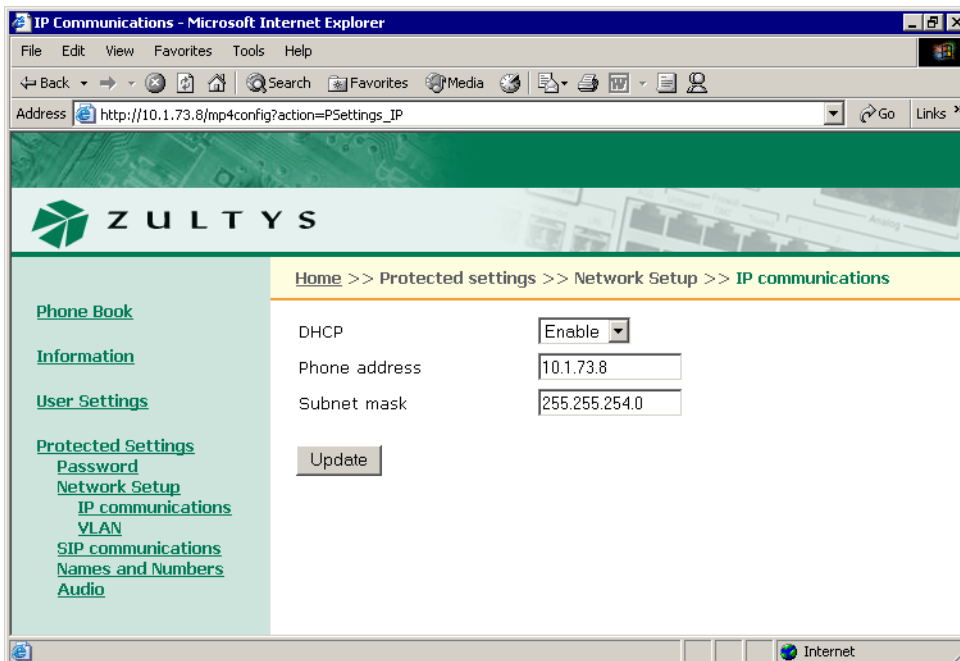 IP Communications - Microsoft Internet Explorer
File Edit View Favorites Tools Help
Back Search Favorites Media
Address http://10.1.73.8/mp4config?action=PSettings_IP Go Links
ZULTYS
Home >> Protected settings >> Network Setup >> IP communications
Phone Book
Information
User Settings
Protected Settings
Password
Network Setup
IP communications
VLAN
SIP communications
Names and Numbers
Audio
DHCP Enable
Phone address 10.1.73.8
Subnet mask 255.255.254.0
Update
Internet